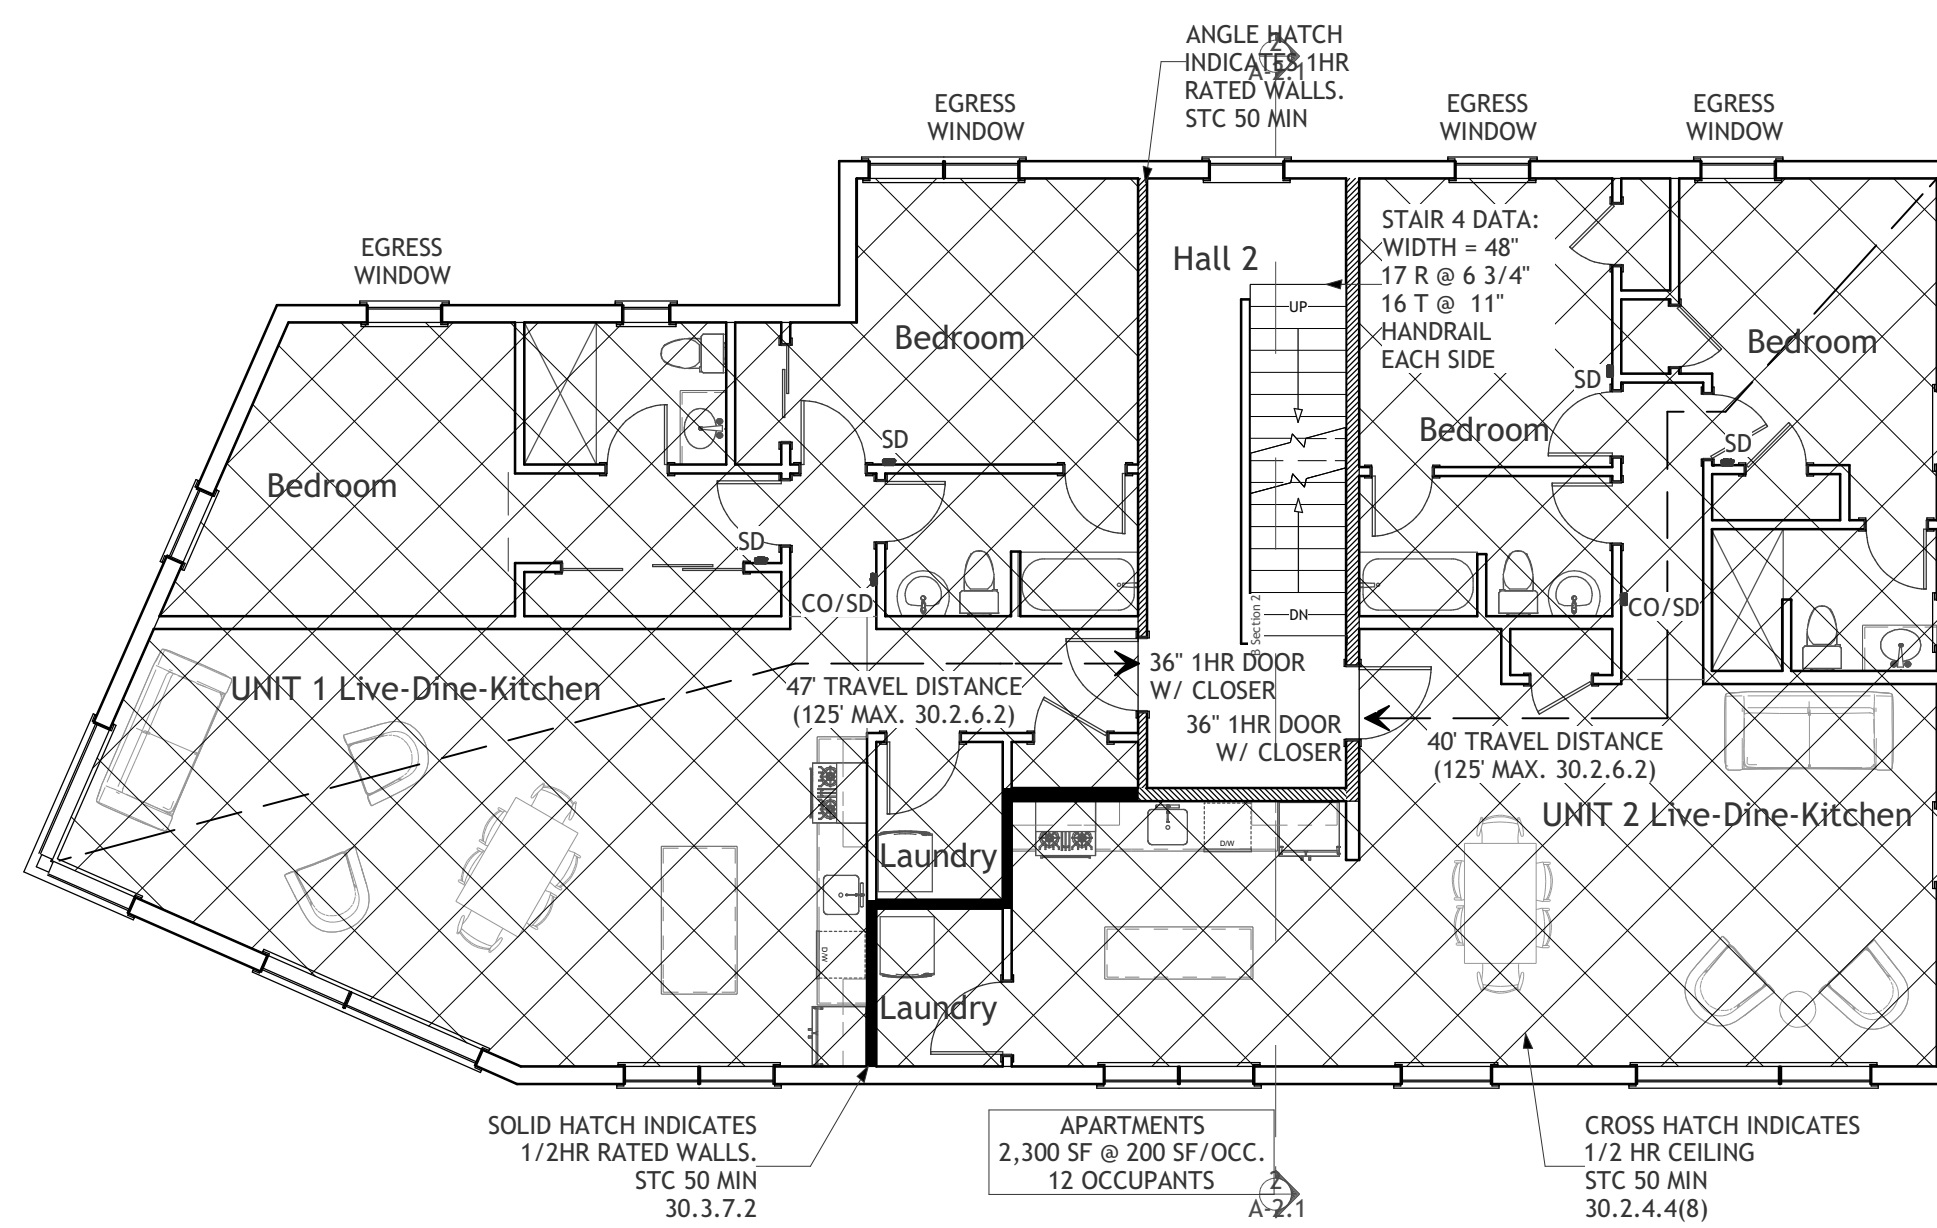 ANGLE HATCH
INDICATES 1HR
RATED WALLS.
STC 50 MIN
2
A-2.1
EGRESS
WINDOW
EGRESS
WINDOW
EGRESS
WINDOW
EGRESS
WINDOW
STAIR 4 DATA:
WIDTH = 48"
17 R @ 6 3/4"
16 T @ 11"
HANDRAIL
EACH SIDE
Hall 2
UP
DN
B Section 2
Bedroom
Bedroom
Bedroom
Bedroom
SD
SD
SD
SD
CO/SD
CO/SD
36" 1HR DOOR
W/ CLOSER
36" 1HR DOOR
W/ CLOSER
UNIT 1 Live-Dine-Kitchen
47' TRAVEL DISTANCE
(125' MAX. 30.2.6.2)
40' TRAVEL DISTANCE
(125' MAX. 30.2.6.2)
UNIT 2 Live-Dine-Kitchen
D/W
D/W
Laundry
Laundry
SOLID HATCH INDICATES
1/2HR RATED WALLS.
STC 50 MIN
30.3.7.2
APARTMENTS
2,300 SF @ 200 SF/OCC.
12 OCCUPANTS
2
A-2.1
CROSS HATCH INDICATES
1/2 HR CEILING
STC 50 MIN
30.2.4.4(8)